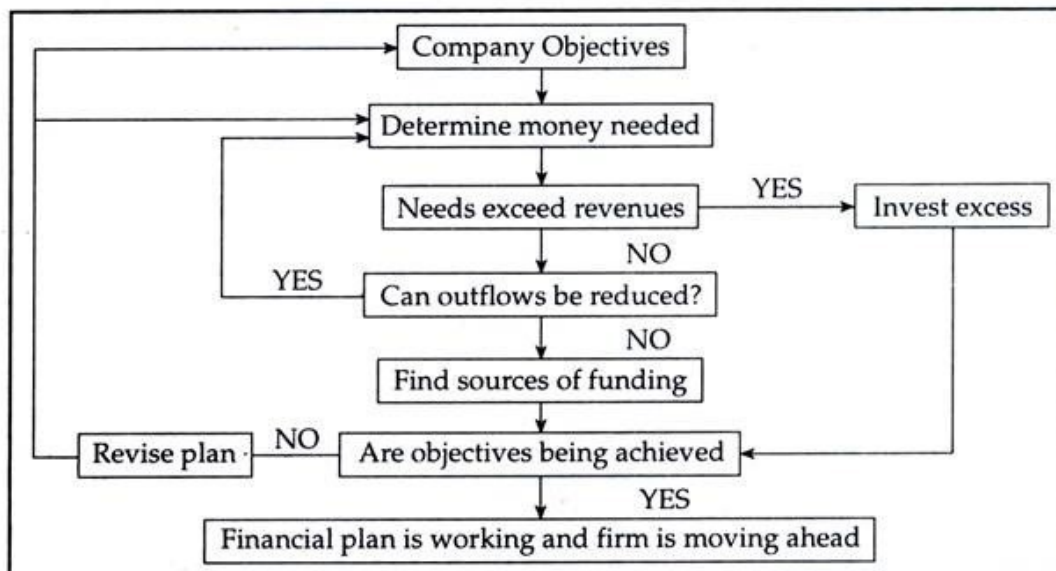 Company Objectives
Determine money needed
Needs exceed revenues
YES
Invest excess
NO
YES
Can outflows be reduced?
NO
Find sources of funding
Revise plan
NO
Are objectives being achieved
YES
Financial plan is working and firm is moving ahead